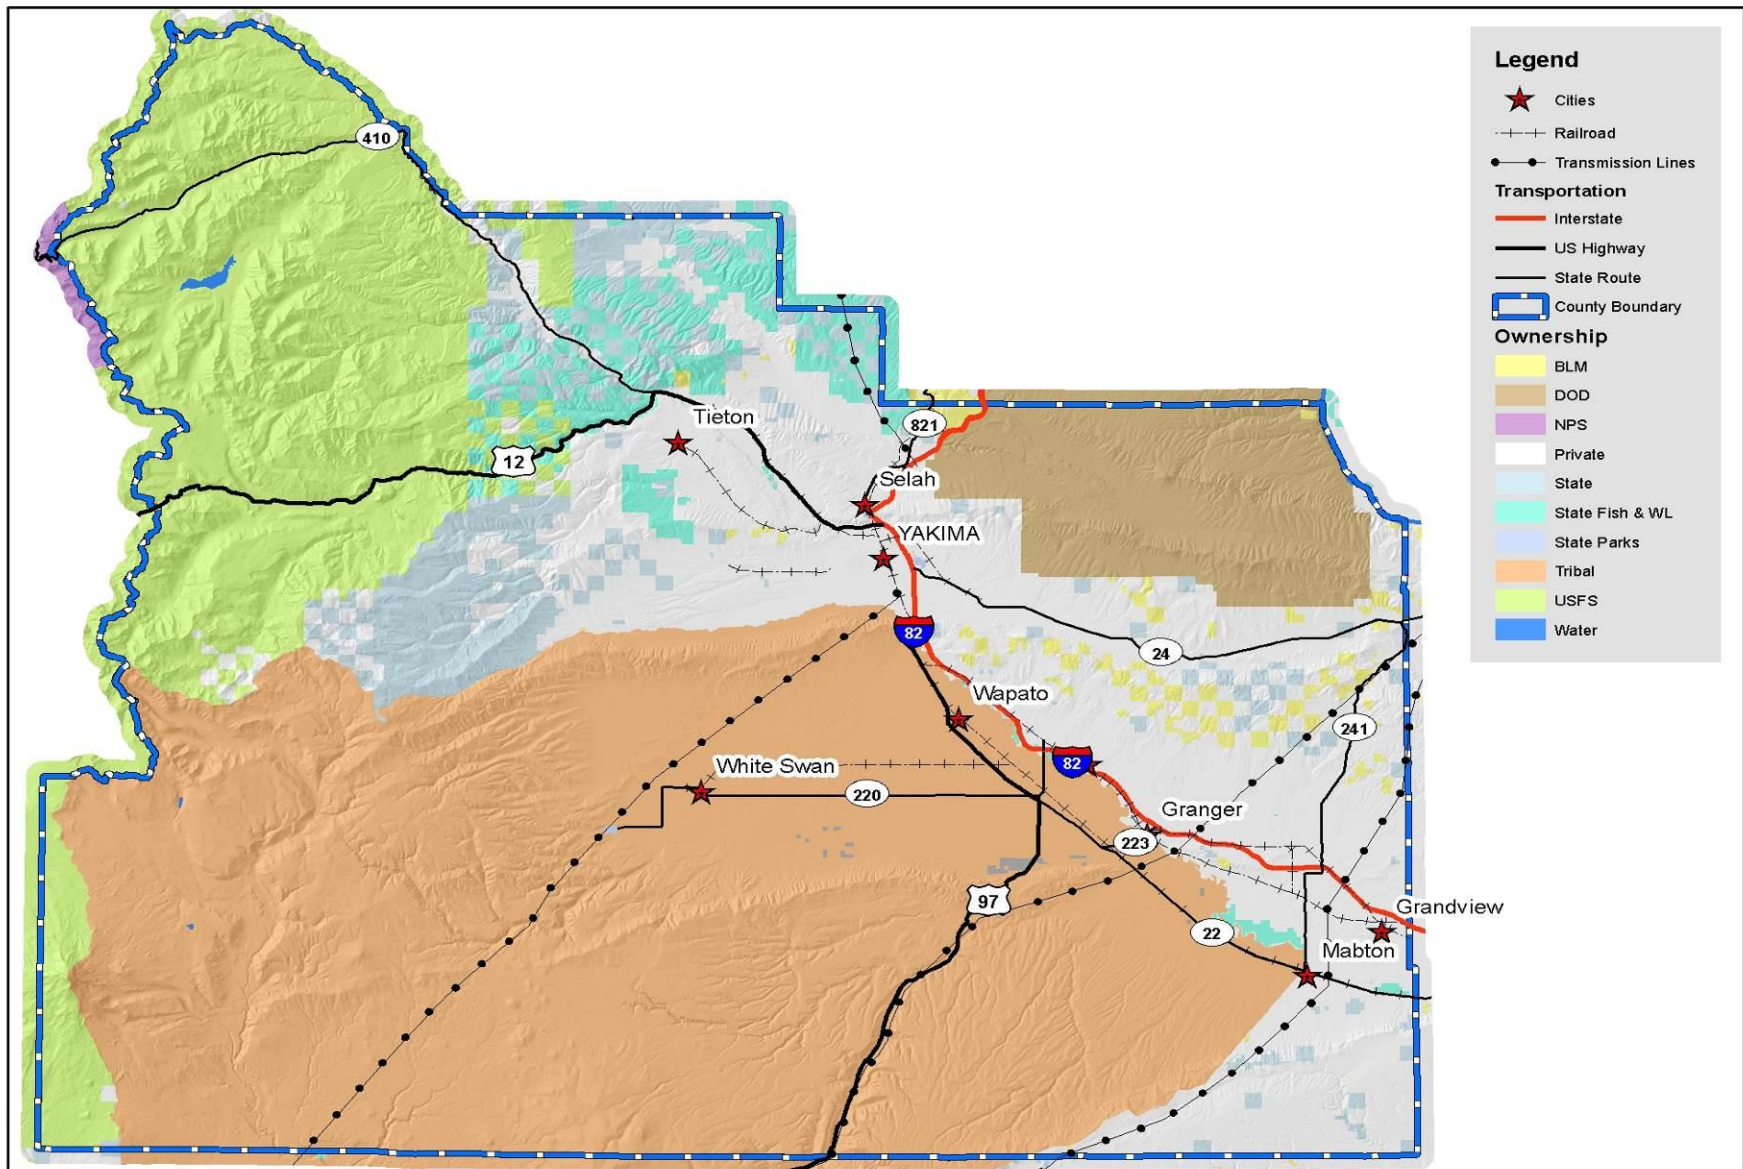 Legend
Cities
Railroad
Transmission Lines
Transportation
Interstate
US Highway
State Route
County Boundary
Ownership
BLM
DOD
NPS
Private
State
State Fish & WL
State Parks
Tribal
USFS
Water
410
Tieton
821
12
Selah
YAKIMA
82
24
Wapato
241
82
White Swan
220
Granger
223
97
Grandview
22
Mabton